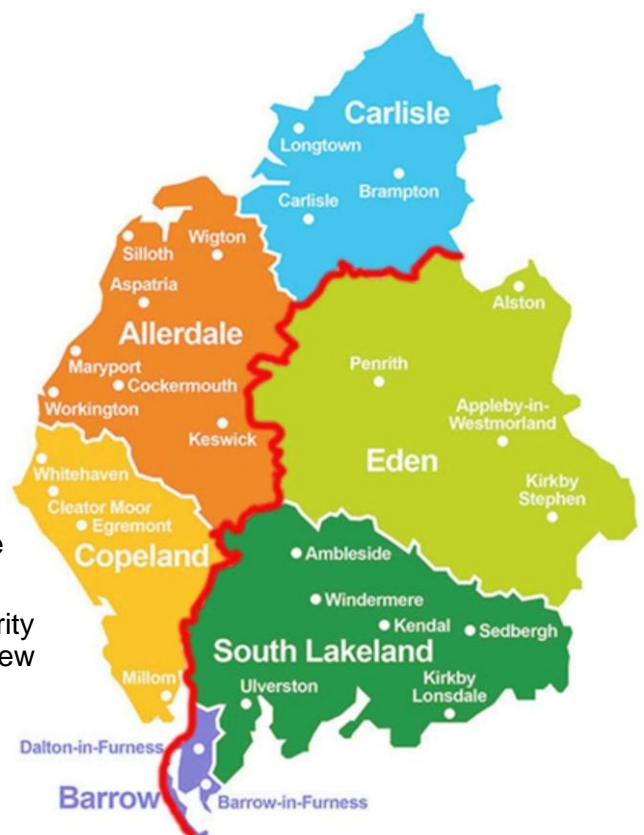 Carlisle
Longtown
Brampton
Carlisle
Wigton
Silloth
Aspatria
Allerdale
Maryport
Cockermouth
Workington
Keswick
Alston
Penrith
Appleby-in-
Westmorland
Eden
Kirkby
Stephen
Whitehaven
Cleator Moor
Egremont
Copeland
Millom
Ambleside
Windermere
Kendal
Sedbergh
South Lakeland
Ulverston
Kirkby
Lonsdale
Dalton-in-Furness
Barrow
Barrow-in-Furness
e
rity
ew